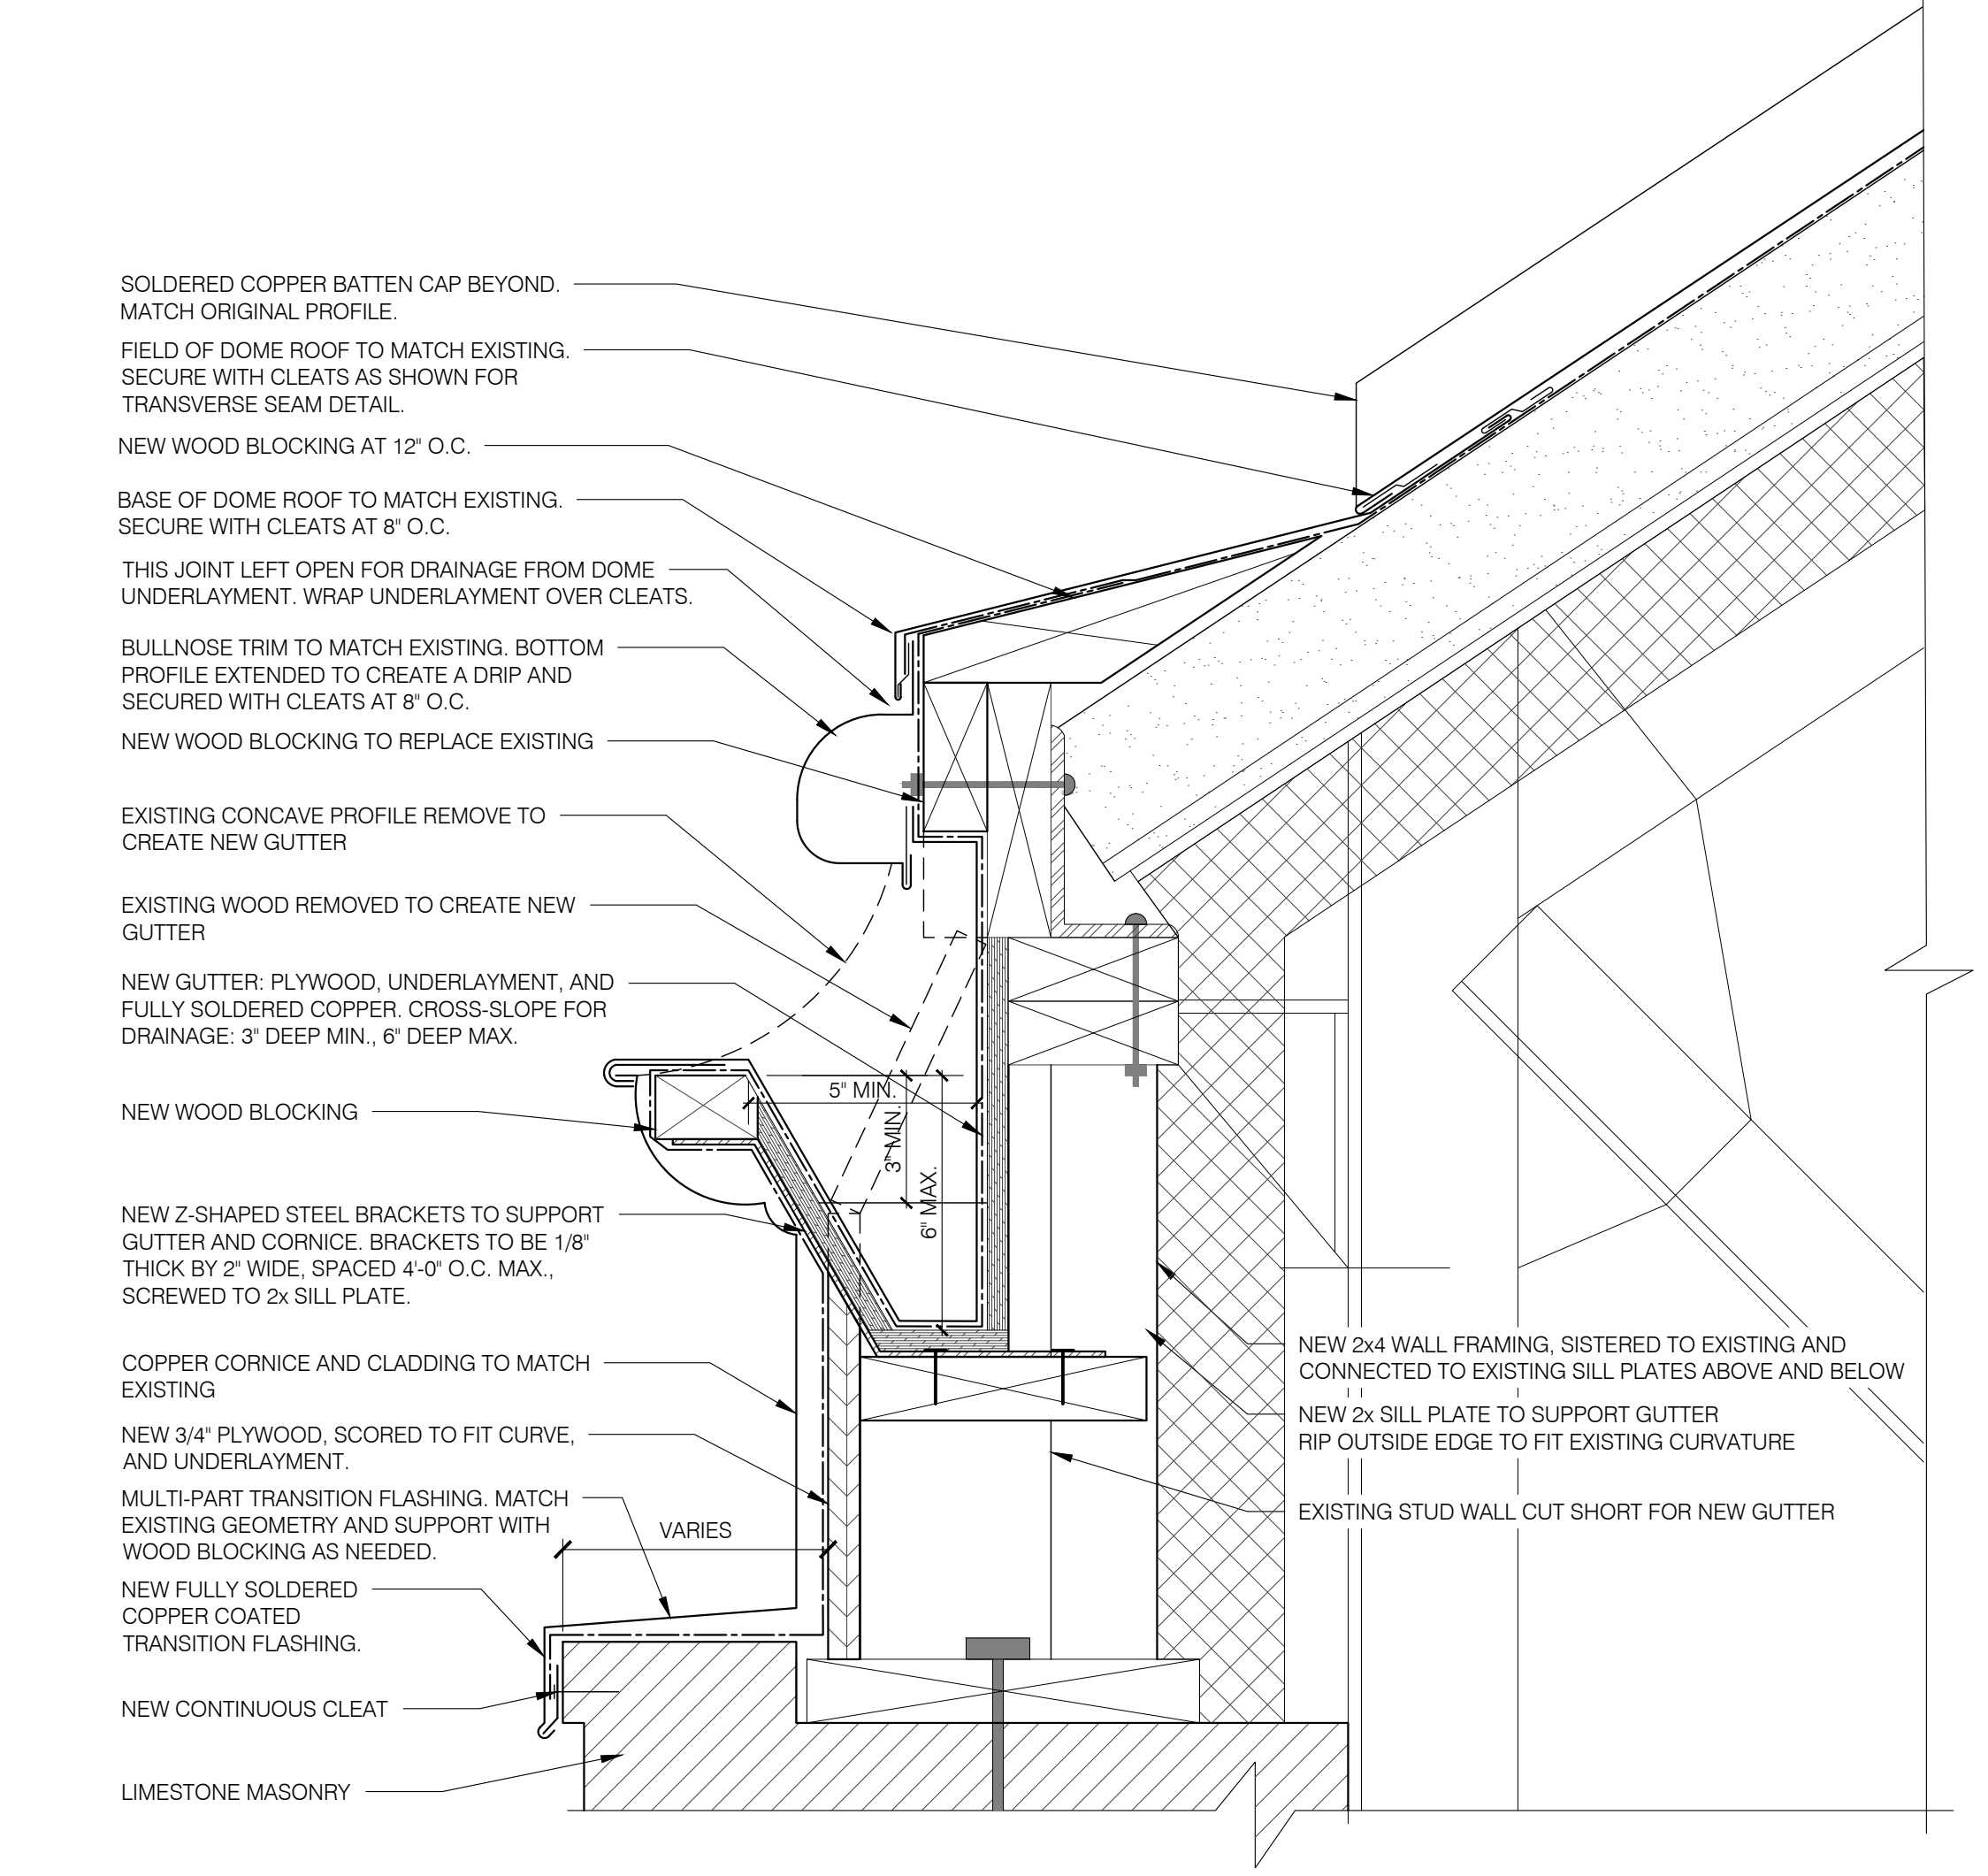 SOLDERED COPPER BATTEN CAP BEYOND.
MATCH ORIGINAL PROFILE.
FIELD OF DOME ROOF TO MATCH EXISTING.
SECURE WITH CLEATS AS SHOWN FOR
TRANSVERSE SEAM DETAIL.
NEW WOOD BLOCKING AT 12" O.C.
BASE OF DOME ROOF TO MATCH EXISTING.
SECURE WITH CLEATS AT 8" O.C.
THIS JOINT LEFT OPEN FOR DRAINAGE FROM DOME
UNDERLAYMENT. WRAP UNDERLAYMENT OVER CLEATS.
BULLNOSE TRIM TO MATCH EXISTING. BOTTOM
PROFILE EXTENDED TO CREATE A DRIP AND
SECURED WITH CLEATS AT 8" O.C.
NEW WOOD BLOCKING TO REPLACE EXISTING
EXISTING CONCAVE PROFILE REMOVE TO
CREATE NEW GUTTER
EXISTING WOOD REMOVED TO CREATE NEW
GUTTER
NEW GUTTER: PLYWOOD, UNDERLAYMENT, AND
FULLY SOLDERED COPPER. CROSS-SLOPE FOR
DRAINAGE: 3" DEEP MIN., 6" DEEP MAX.
NEW WOOD BLOCKING
NEW Z-SHAPED STEEL BRACKETS TO SUPPORT
GUTTER AND CORNICE. BRACKETS TO BE 1/8"
THICK BY 2" WIDE, SPACED 4'-0" O.C. MAX.,
SCREWED TO 2x SILL PLATE.
COPPER CORNICE AND CLADDING TO MATCH
EXISTING
NEW 3/4" PLYWOOD, SCORED TO FIT CURVE,
AND UNDERLAYMENT.
MULTI-PART TRANSITION FLASHING. MATCH
EXISTING GEOMETRY AND SUPPORT WITH
WOOD BLOCKING AS NEEDED.
NEW FULLY SOLDERED
COPPER COATED
TRANSITION FLASHING.
NEW CONTINUOUS CLEAT
LIMESTONE MASONRY
5" MIN.
3" MIN.
6" MAX.
VARIES
NEW 2x4 WALL FRAMING, SISTERED TO EXISTING AND
CONNECTED TO EXISTING SILL PLATES ABOVE AND BELOW
NEW 2x SILL PLATE TO SUPPORT GUTTER
RIP OUTSIDE EDGE TO FIT EXISTING CURVATURE
EXISTING STUD WALL CUT SHORT FOR NEW GUTTER